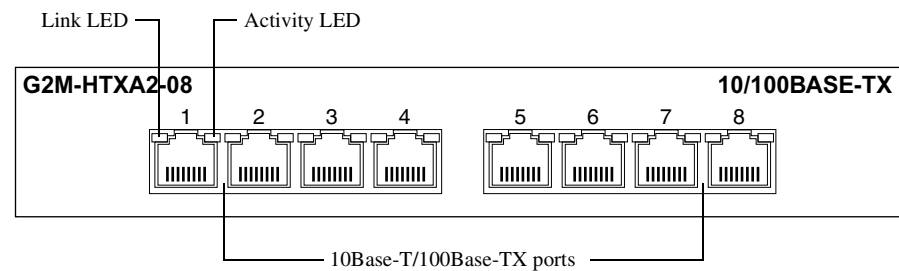 Link LED Activity LED
G2M-HTXA2-08 10/100BASE-TX
1 2 3 4 5 6 7 8
10Base-T/100Base-TX ports